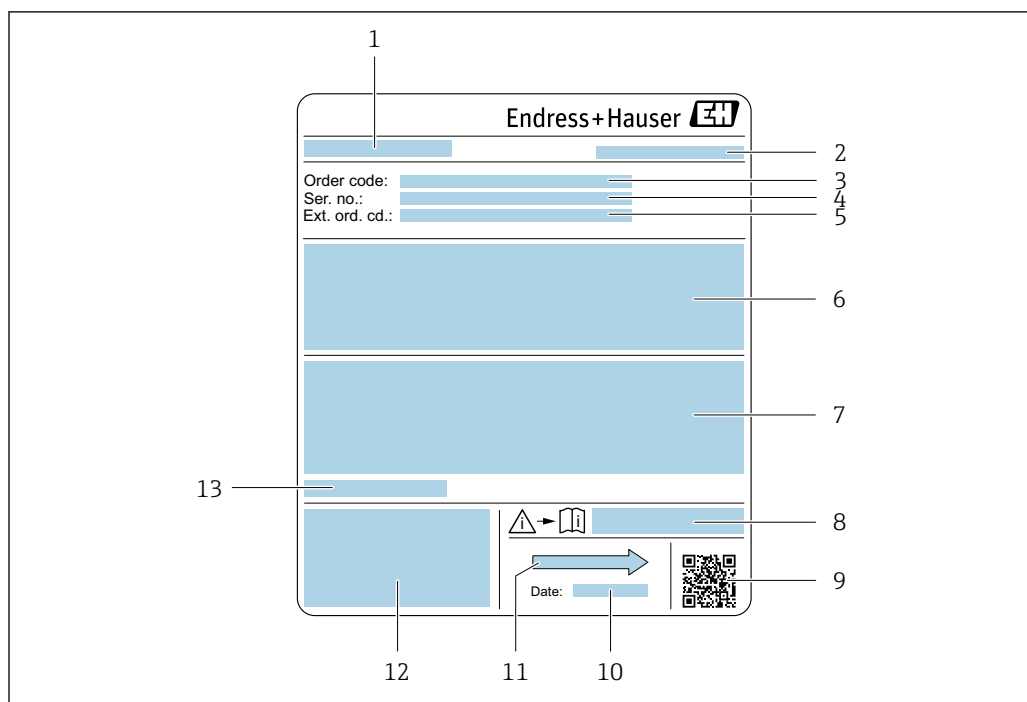 1
Endress+Hauser EH
2
Order code: 3
Ser. no.: 4
Ext. ord. cd.: 5
6
7
13
i i 8
9
Date:
12 11 10